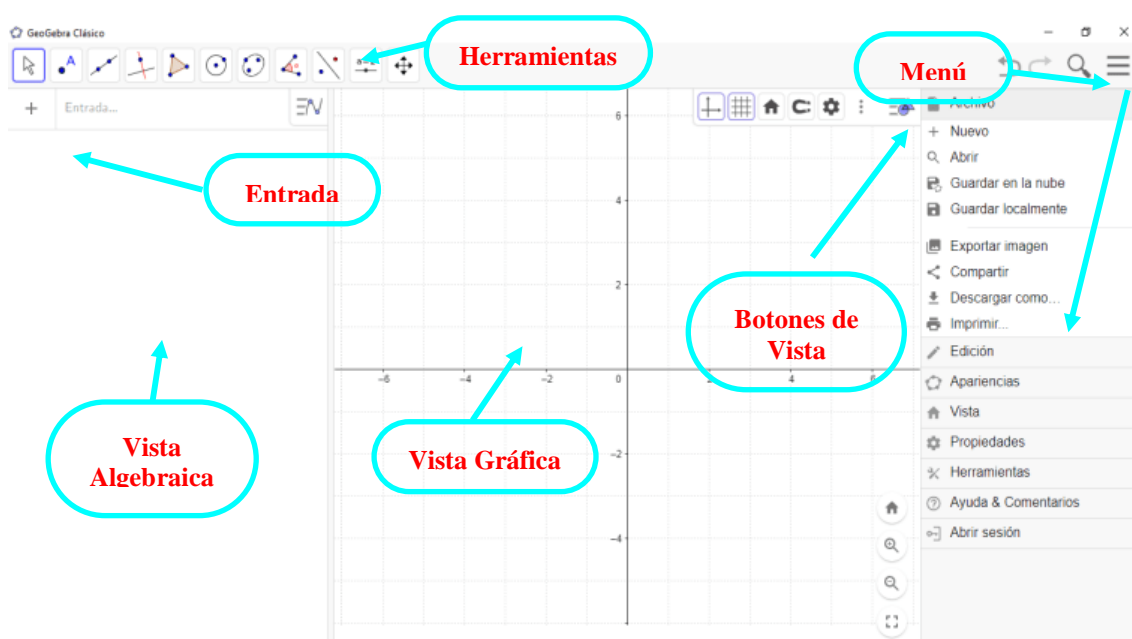 GeoGebra Clásico
Herramientas
Menú
Entrada...
Archivo
Nuevo
Abrir
Guardar en la nube
Guardar localmente
Exportar imagen
Compartir
Descargar como...
Imprimir...
Edición
Apariencias
Vista
Propiedades
Herramientas
Ayuda & Comentarios
Abrir sesión
Entrada
Botones de
Vista
Vista
Algebraica
Vista Gráfica
A
a=2
6
4
2
-6 -4 -2 0 2 4 6
-2
-4